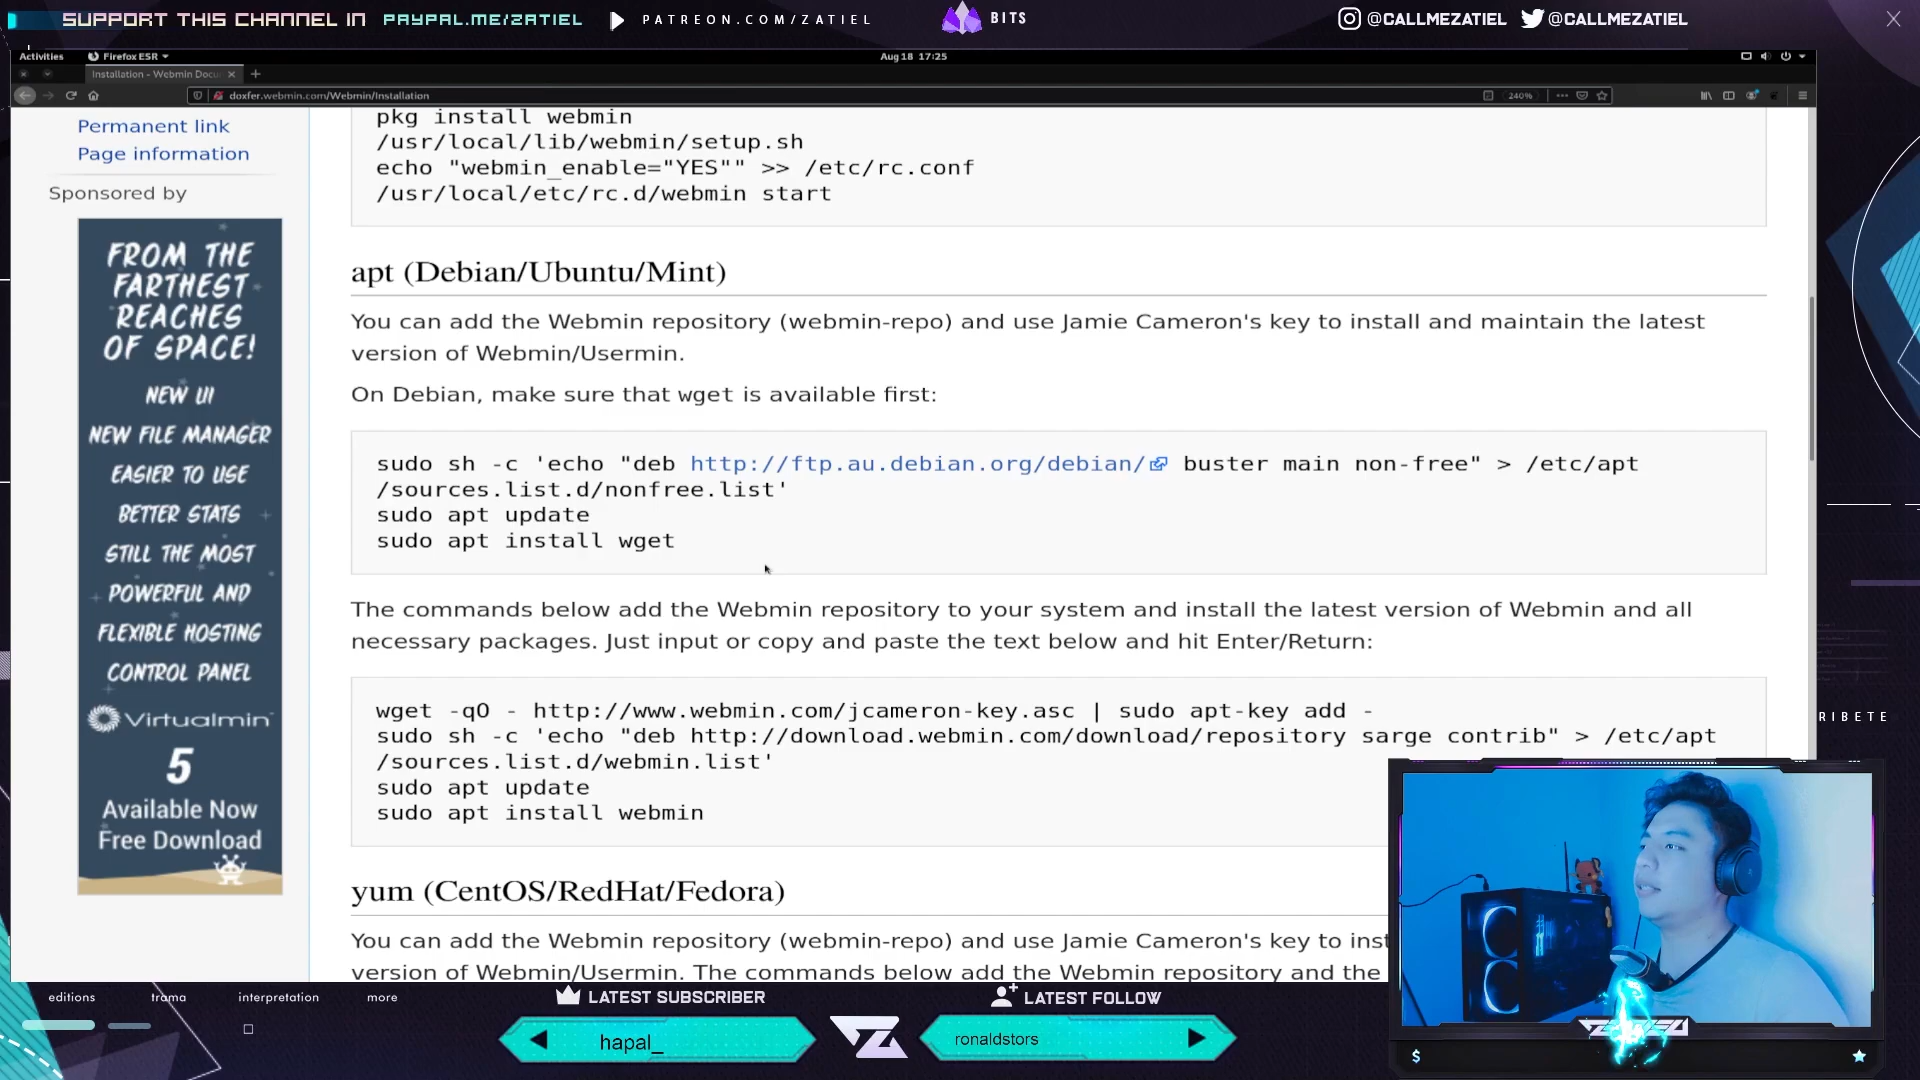 SUPPORT THIS CHANNEL IN PAYPAL.ME/ZATIEL PATREON.COM/ZATIEL BITS @CALLMEZATIEL @CALLMEZATIEL
Activities Firefox ESR Aug 18 17:25
Installation - Webmin Docu
doxfer.webmin.com/Webmin/Installation 240%
Permanent link
Page information
Sponsored by
FROM THE
FARTHEST
REACHES
OF SPACE!
NEW UI
NEW FILE MANAGER
EASIER TO USE
BETTER STATS
STILL THE MOST
POWERFUL AND
FLEXIBLE HOSTING
CONTROL PANEL
Virtualmin
5
Available Now
Free Download
pkg install webmin
/usr/local/lib/webmin/setup.sh
echo "webmin_enable="YES"" >> /etc/rc.conf
/usr/local/etc/rc.d/webmin start
apt (Debian/Ubuntu/Mint)
You can add the Webmin repository (webmin-repo) and use Jamie Cameron's key to install and maintain the latest
version of Webmin/Usermin.
On Debian, make sure that wget is available first:
sudo sh -c 'echo "deb http://ftp.au.debian.org/debian/ buster main non-free" > /etc/apt
/sources.list.d/nonfree.list'
sudo apt update
sudo apt install wget
The commands below add the Webmin repository to your system and install the latest version of Webmin and all
necessary packages. Just input or copy and paste the text below and hit Enter/Return:
wget -qO - http://www.webmin.com/jcameron-key.asc | sudo apt-key add -
sudo sh -c 'echo "deb http://download.webmin.com/download/repository sarge contrib" > /etc/apt
/sources.list.d/webmin.list'
sudo apt update
sudo apt install webmin
yum (CentOS/RedHat/Fedora)
You can add the Webmin repository (webmin-repo) and use Jamie Cameron's key to inst
version of Webmin/Usermin. The commands below add the Webmin repository and the
RIBETE
editions trama interpretation more
LATEST SUBSCRIBER
hapal_
LATEST FOLLOW
ronaldstors
$